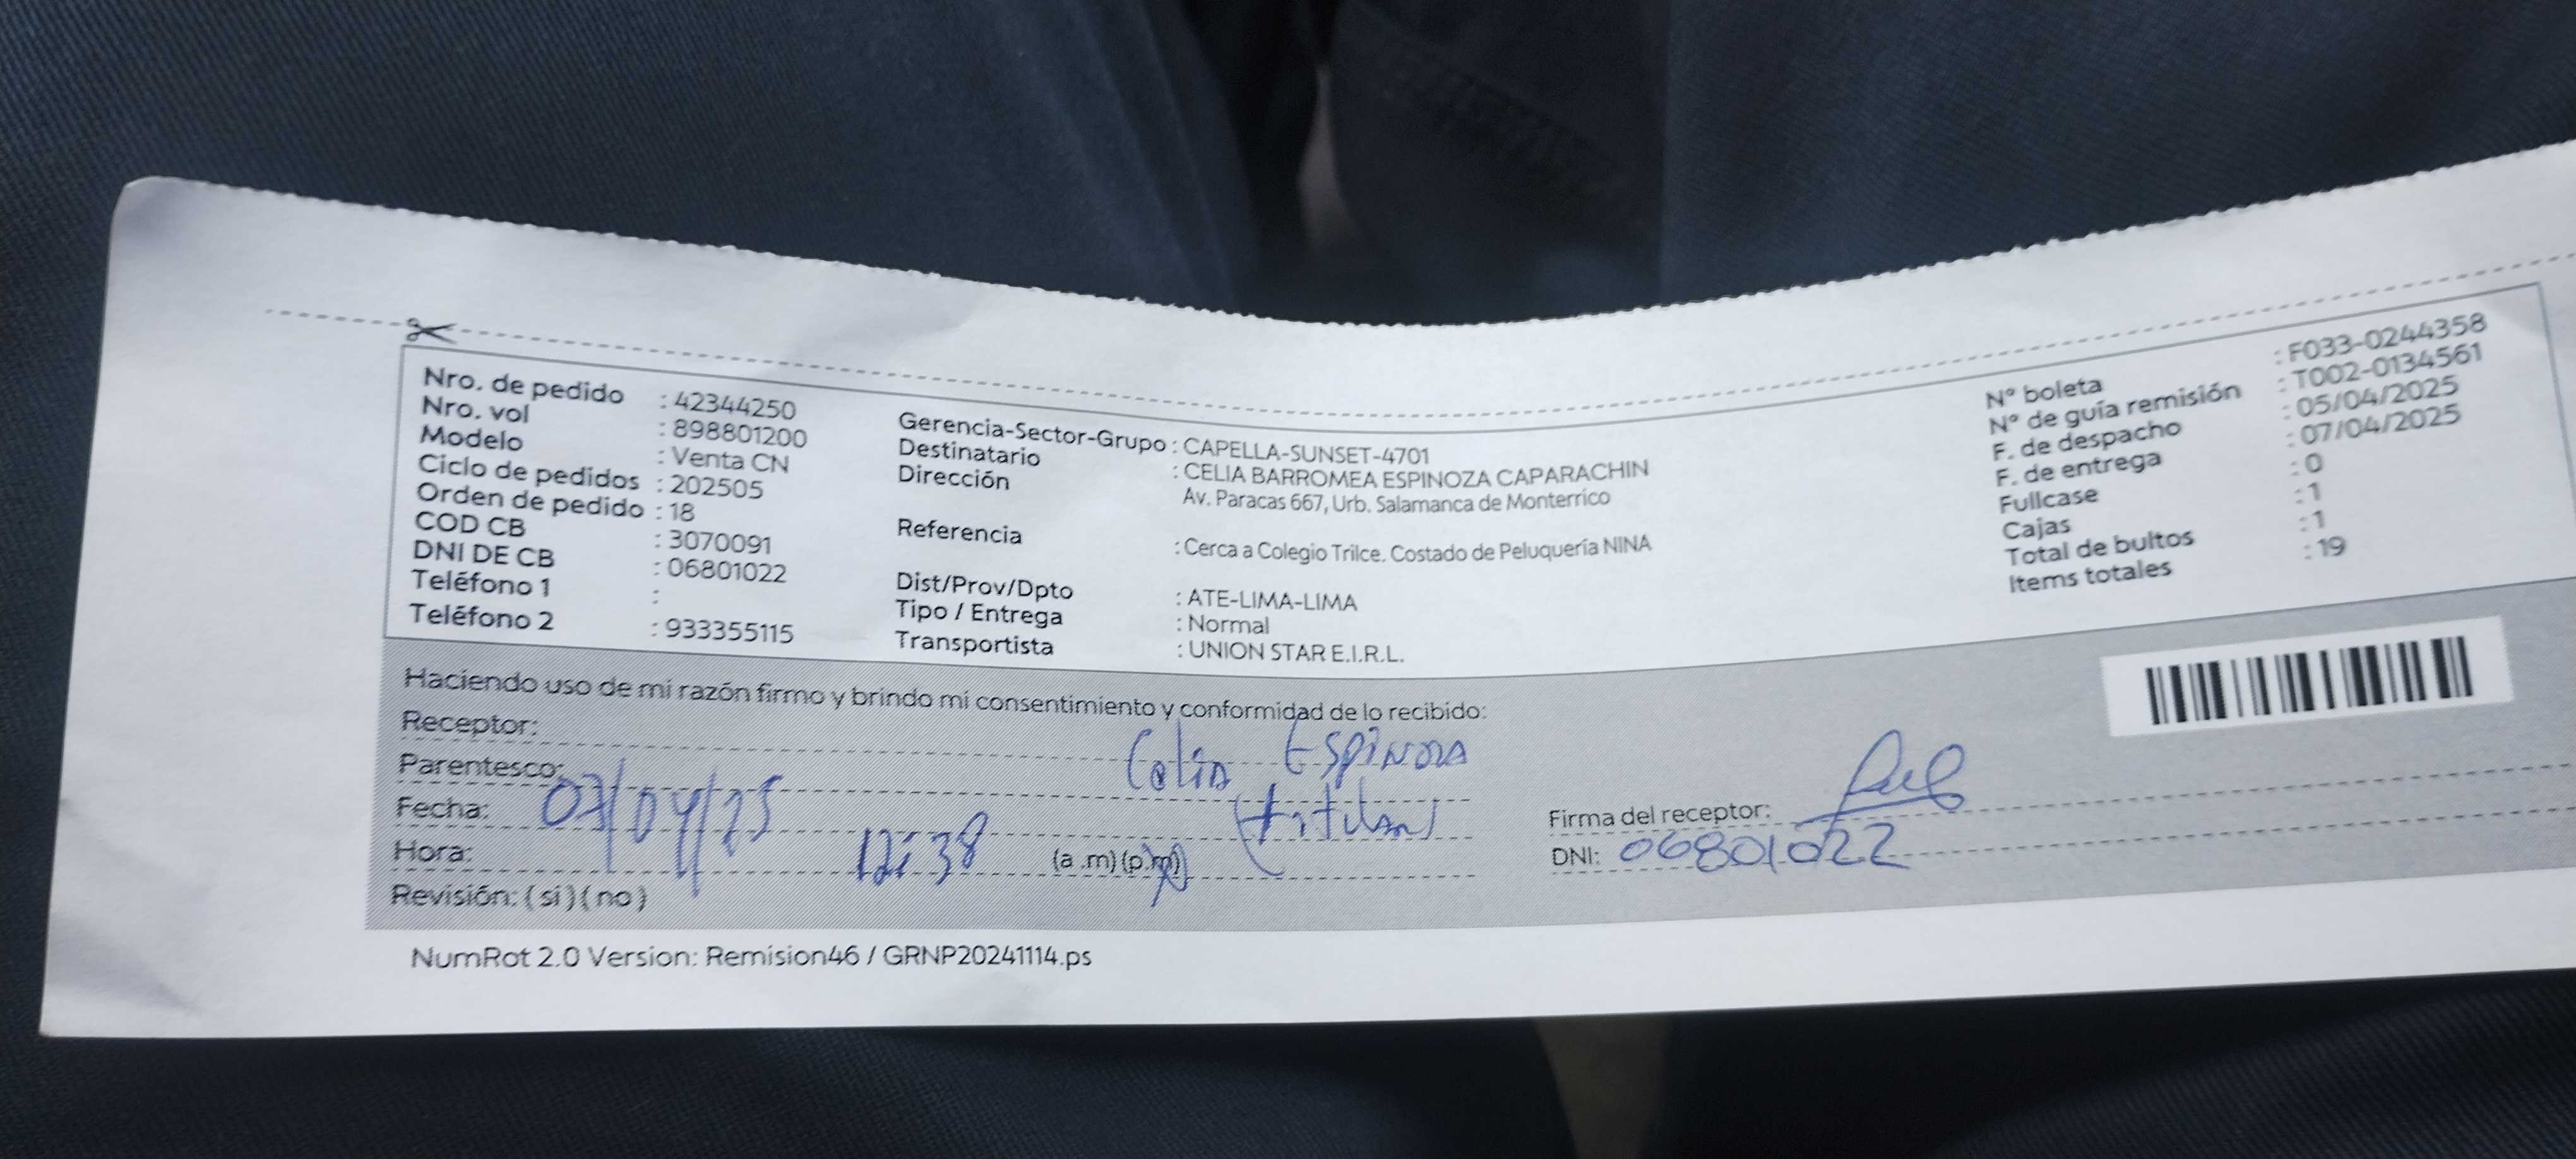 Nro. de pedido : 42344250
Nro. vol : 898801200
Modelo : Venta CN
Ciclo de pedidos : 202505
Orden de pedido : 18
COD CB : 3070091
DNI DE CB : 06801022
Teléfono 1 :
Teléfono 2 : 933355115
Gerencia-Sector-Grupo : CAPELLA-SUNSET-4701
Destinatario : CELIA BARROMEA ESPINOZA CAPARACHIN
Dirección Av. Paracas 667, Urb. Salamanca de Monterrico
Referencia : Cerca a Colegio Trilce. Costado de Peluquería NINA
Dist/Prov/Dpto : ATE-LIMA-LIMA
Tipo / Entrega : Normal
Transportista : UNION STAR E.I.R.L.
N° boleta : F033-0244358
N° de guía remisión : T002-0134561
F. de despacho : 05/04/2025
F. de entrega : 07/04/2025
Fullcase : 0
Cajas : 1
Total de bultos : 1
Items totales : 19
Haciendo uso de mi razón firmo y brindo mi consentimiento y conformidad de lo recibido:
Receptor: Celia Espinoza
Parentesco: (titular)
Fecha: 07/04/25
Hora: 12:38 (a .m) (p.m)
Revisión: ( si ) ( no )
Firma del receptor:
DNI: 06801022
NumRot 2.0 Version: Remision46 / GRNP20241114.ps